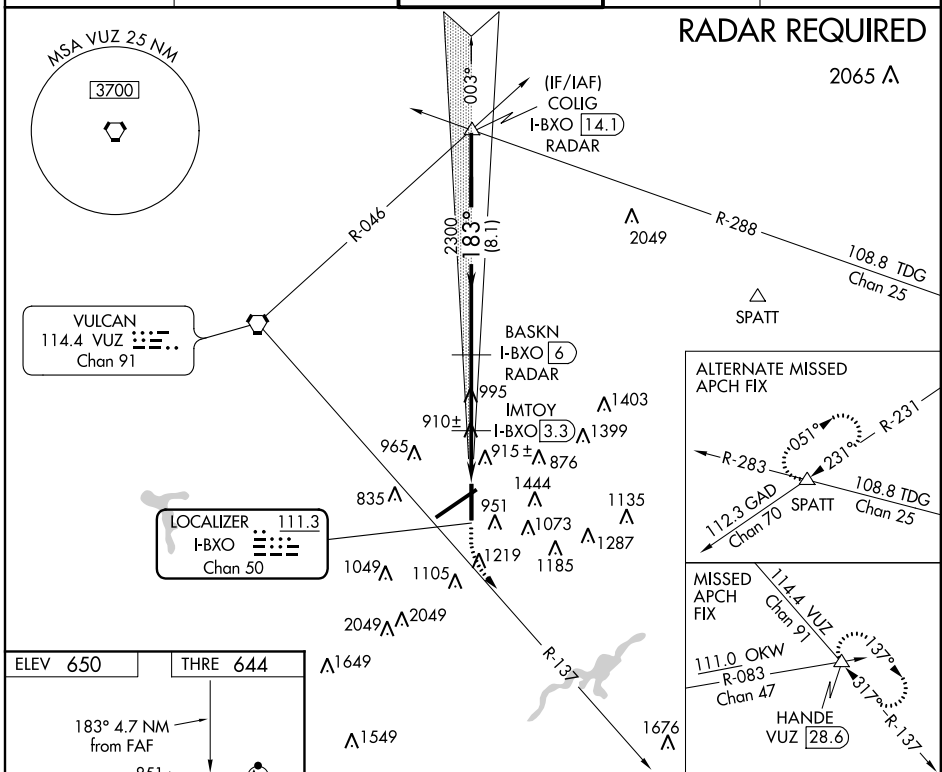 RADAR REQUIRED
MSA VUZ 25 NM
3700
2065
003°
(IF/IAF)
COLIG
I-BXO 14.1
RADAR
R-046
2300
183°
(8.1)
2049
R-288
108.8 TDG
Chan 25
SPATT
VULCAN
114.4 VUZ
Chan 91
BASKN
I-BXO 6
RADAR
995
1403
910±
IMTOY
I-BXO 3.3
1399
965
915±
876
835
1444
951
1135
1073
1287
1185
1219
LOCALIZER 111.3
I-BXO
Chan 50
1049
1105
2049
2049
1649
R-137
1549
1676
ALTERNATE MISSED
APCH FIX
051°
231°
R-231
R-283
108.8 TDG
Chan 25
SPATT
112.3 GAD
Chan 70
MISSED
APCH
FIX
114.4 VUZ
Chan 91
111.0 OKW
R-083
Chan 47
137°
317°
R-137
HANDE
VUZ 28.6
ELEV 650
THRE 644
183° 4.7 NM
from FAF